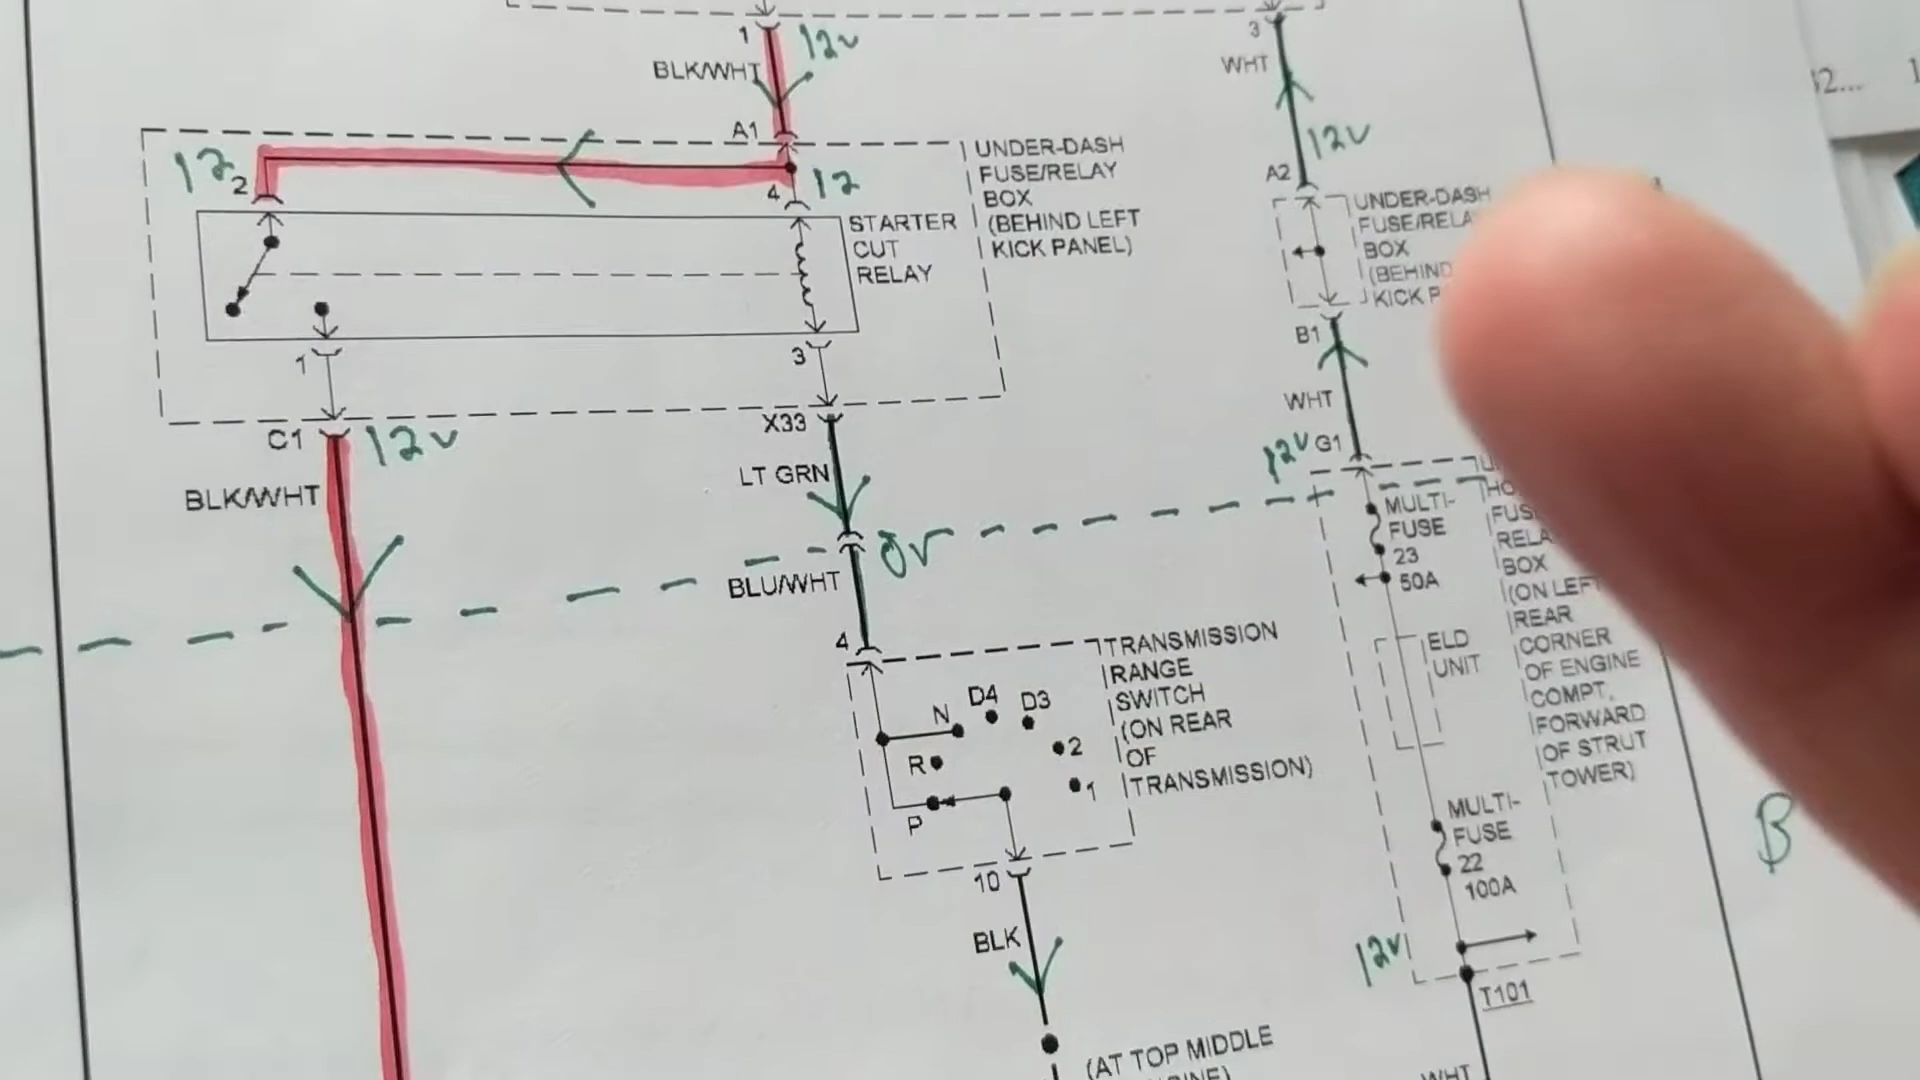 1
12v
BLK/WHT
3
WHT
A1
12
2
4
12
UNDER-DASH
FUSE/RELAY
BOX
(BEHIND LEFT
KICK PANEL)
STARTER
CUT
RELAY
12v
A2
UNDER-DASH
BOX
(BEHIND
B1
WHT
12v
G1
1
3
C1
12v
X33
BLK/WHT
LT GRN
0v
BLU/WHT
MULTI-
FUSE
23
50A
BOX
REAR
CORNER
OF ENGINE
COMPT.
FORWARD
OF STRUT
TOWER)
ELD
UNIT
4
TRANSMISSION
RANGE
SWITCH
(ON REAR
OF
TRANSMISSION)
N
D4
D3
2
1
R
P
10
BLK
MULTI-
FUSE
22
100A
12v
T101
B
(AT TOP MIDDLE
WHT